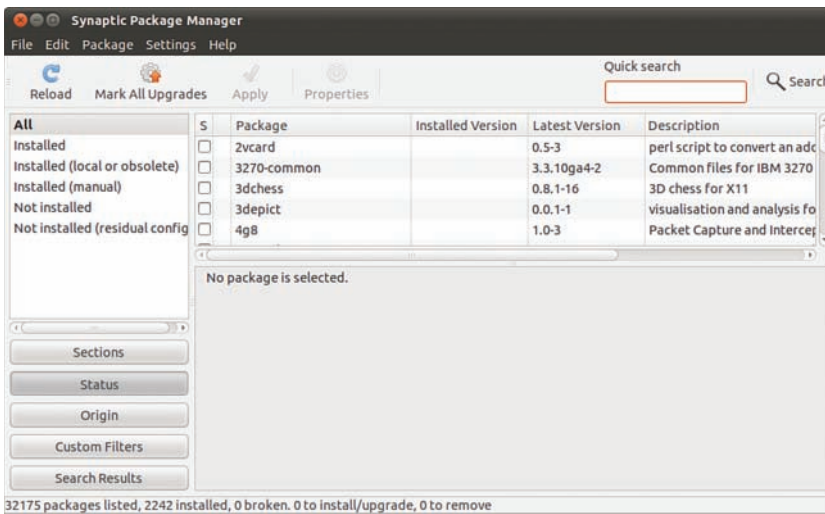 Synaptic Package Manager
File Edit Package Settings Help
Reload Mark All Upgrades Apply Properties
Quick search
Search
All
Installed
Installed (local or obsolete)
Installed (manual)
Not installed
Not installed (residual config
S Package Installed Version Latest Version Description
2vcard 0.5-3 perl script to convert an add
3270-common 3.3.10ga4-2 Common files for IBM 3270
3dchess 0.8.1-16 3D chess for X11
3depict 0.0.1-1 visualisation and analysis fo
4g8 1.0-3 Packet Capture and Intercep
No package is selected.
Sections
Status
Origin
Custom Filters
Search Results
32175 packages listed, 2242 installed, 0 broken. 0 to install/upgrade, 0 to remove